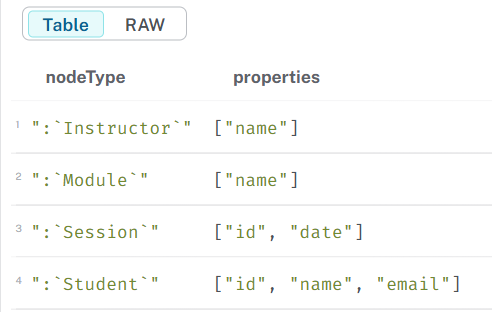 Table RAW
nodeType properties
1 ":`Instructor`" ["name"]
2 ":`Module`" ["name"]
3 ":`Session`" ["id", "date"]
4 ":`Student`" ["id", "name", "email"]